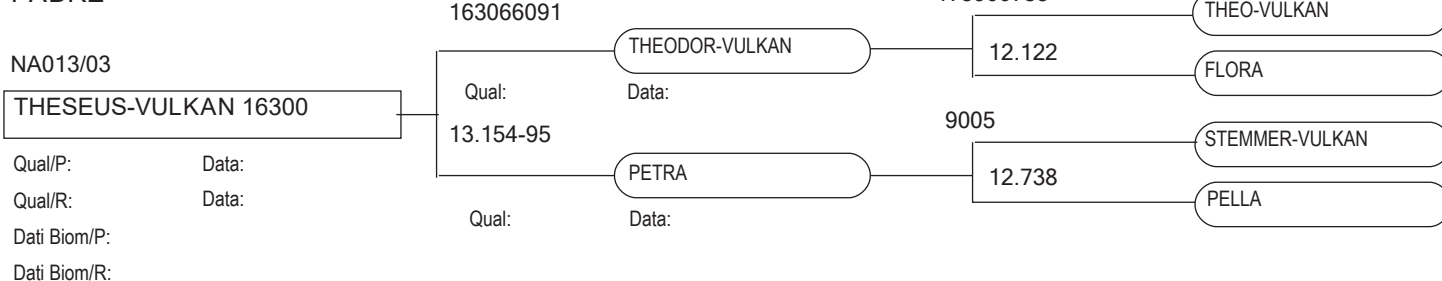 163066091
THEO-VULKAN
THEODOR-VULKAN
12.122
NA013/03
FLORA
THESEUS-VULKAN 16300
Qual: Data:
9005
13.154-95
STEMMER-VULKAN
Qual/P: Data:
PETRA
12.738
Qual/R: Data:
PELLA
Qual: Data:
Dati Biom/P:
Dati Biom/R: